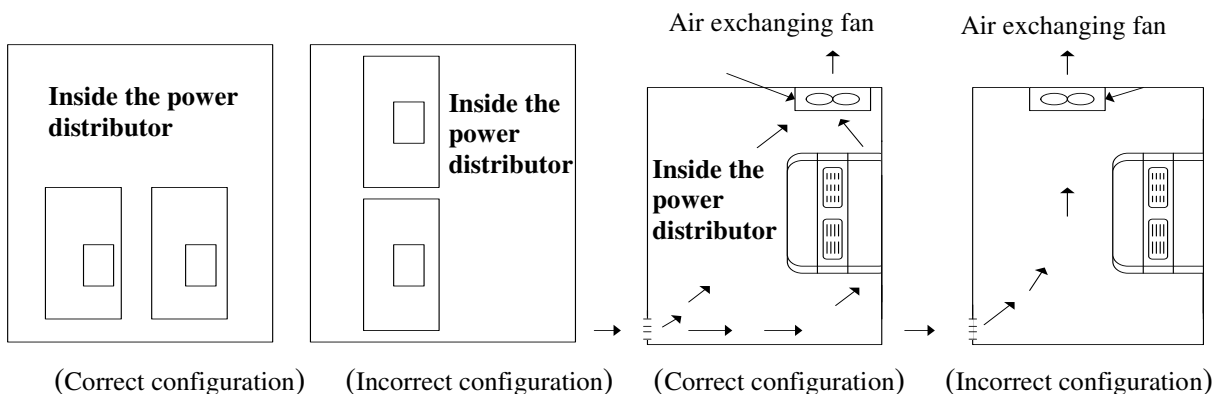 Air exchanging fan
Air exchanging fan
Inside the power
distributor
Inside the
power
distributor
Inside the
power
distributor
(Correct configuration)
(Incorrect configuration)
(Correct configuration)
(Incorrect configuration)